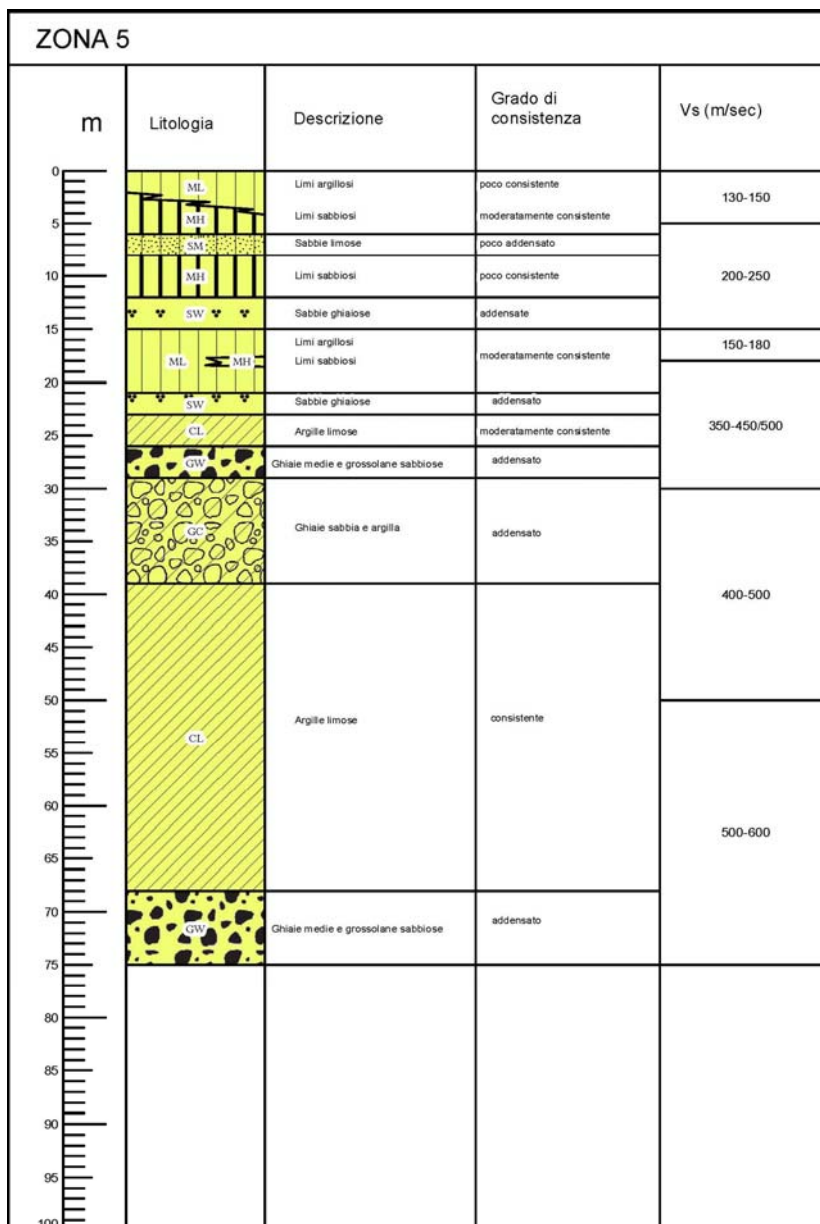 ZONA 5
m
Litologia
Descrizione
Grado di
consistenza
Vs (m/sec)
0
ML
Limi argillosi
poco consistente
130-150
MH
Limi sabbiosi
moderatamente consistente
5
SM
Sabbie limose
poco addensato
10
MH
Limi sabbiosi
poco consistente
200-250
SW
Sabbie ghiaiose
addensate
15
Limi argillosi
150-180
ML
MH
Limi sabbiosi
moderatamente consistente
20
SW
Sabbie ghiaiose
addensato
CL
Argille limose
moderatamente consistente
350-450/500
25
GW
Ghiaie medie e grossolane sabbiose
addensato
30
GC
Ghiaie sabbia e argilla
addensato
35
40
400-500
45
50
CL
Argille limose
consistente
55
60
500-600
65
70
GW
Ghiaie medie e grossolane sabbiose
addensato
75
80
85
90
95
100